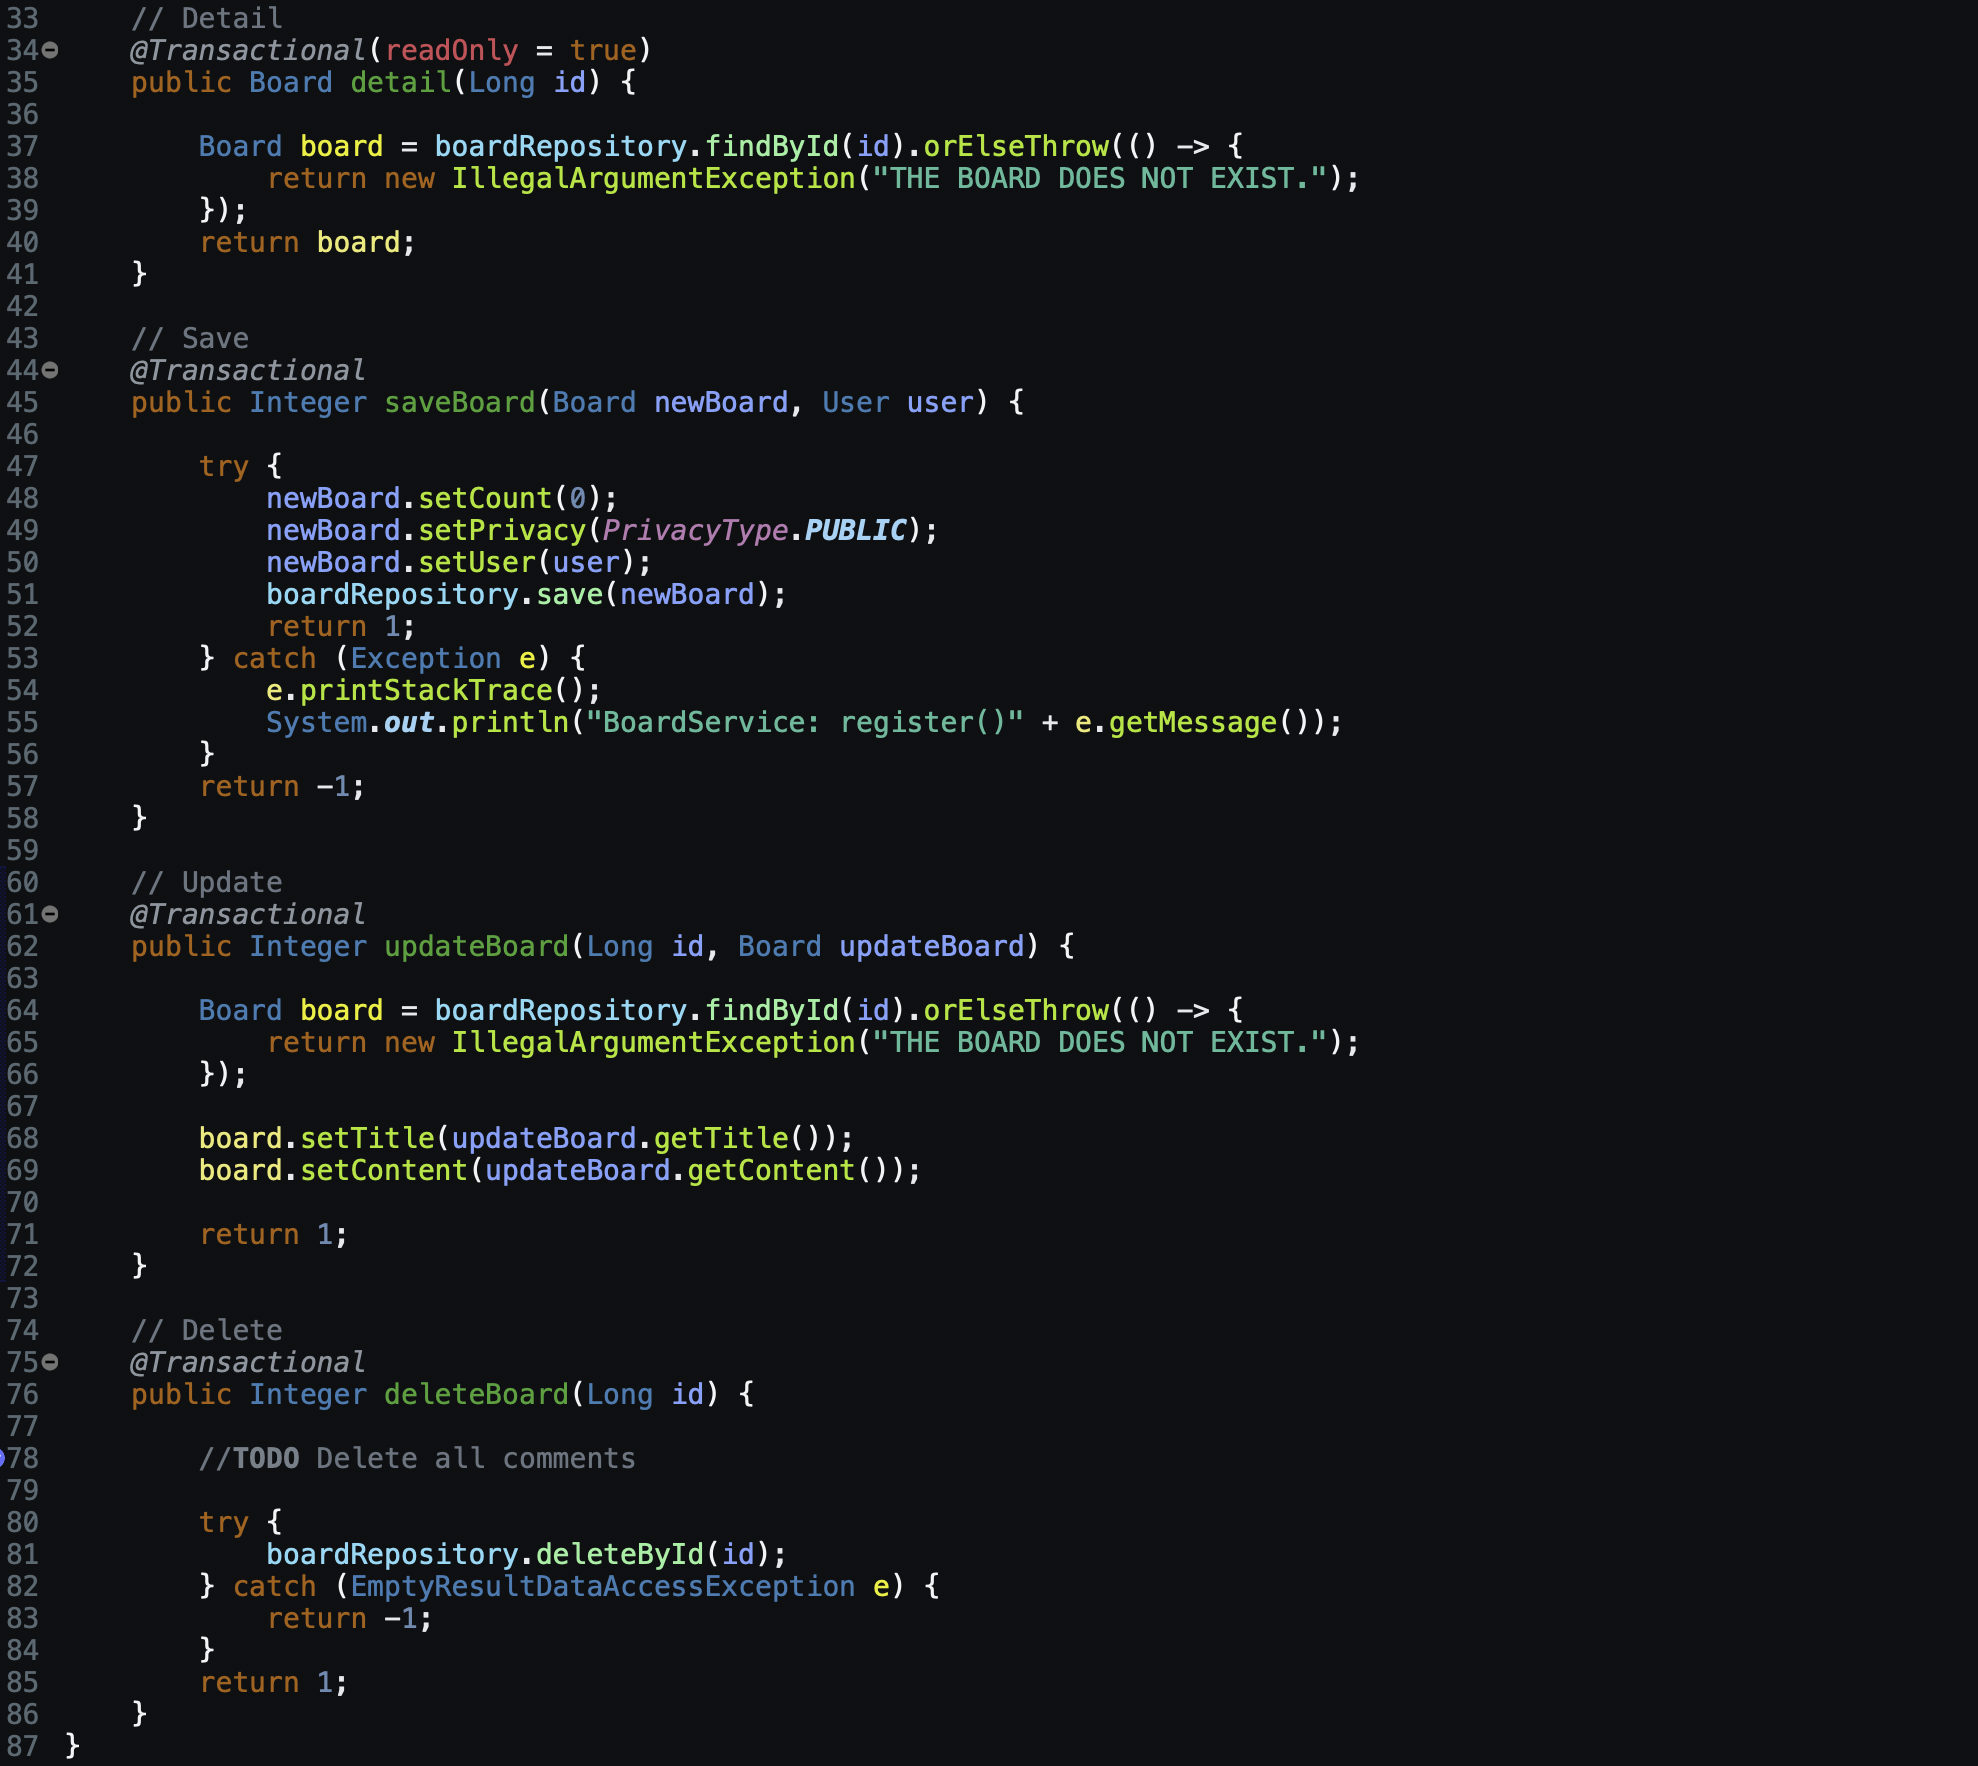 33 // Detail
34 @Transactional(readOnly = true)
35 public Board detail(Long id) {
36
37 Board board = boardRepository.findById(id).orElseThrow(() -> {
38 return new IllegalArgumentException("THE BOARD DOES NOT EXIST.");
39 });
40 return board;
41 }
42
43 // Save
44 @Transactional
45 public Integer saveBoard(Board newBoard, User user) {
46
47 try {
48 newBoard.setCount(0);
49 newBoard.setPrivacy(PrivacyType.PUBLIC);
50 newBoard.setUser(user);
51 boardRepository.save(newBoard);
52 return 1;
53 } catch (Exception e) {
54 e.printStackTrace();
55 System.out.println("BoardService: register()" + e.getMessage());
56 }
57 return -1;
58 }
59
60 // Update
61 @Transactional
62 public Integer updateBoard(Long id, Board updateBoard) {
63
64 Board board = boardRepository.findById(id).orElseThrow(() -> {
65 return new IllegalArgumentException("THE BOARD DOES NOT EXIST.");
66 });
67
68 board.setTitle(updateBoard.getTitle());
69 board.setContent(updateBoard.getContent());
70
71 return 1;
72 }
73
74 // Delete
75 @Transactional
76 public Integer deleteBoard(Long id) {
77
78 //TODO Delete all comments
79
80 try {
81 boardRepository.deleteById(id);
82 } catch (EmptyResultDataAccessException e) {
83 return -1;
84 }
85 return 1;
86 }
87 }